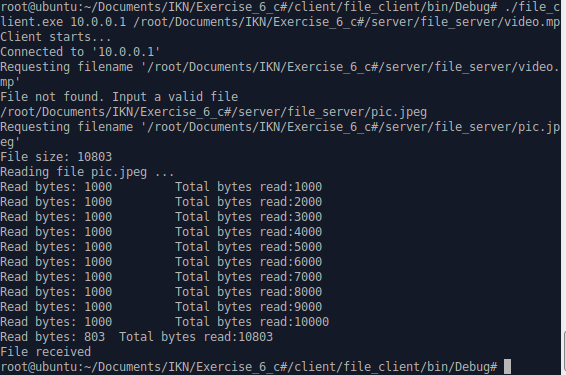 root@ubuntu:~/Documents/IKN/Exercise_6_c#/client/file_client/bin/Debug# ./file_c
lient.exe 10.0.0.1 /root/Documents/IKN/Exercise_6_c#/server/file_server/video.mp
Client starts...
Connected to '10.0.0.1'
Requesting filename '/root/Documents/IKN/Exercise_6_c#/server/file_server/video.
mp'
File not found. Input a valid file
/root/Documents/IKN/Exercise_6_c#/server/file_server/pic.jpeg
Requesting filename '/root/Documents/IKN/Exercise_6_c#/server/file_server/pic.jp
eg'
File size: 10803
Reading file pic.jpeg ...
Read bytes: 1000 Total bytes read:1000
Read bytes: 1000 Total bytes read:2000
Read bytes: 1000 Total bytes read:3000
Read bytes: 1000 Total bytes read:4000
Read bytes: 1000 Total bytes read:5000
Read bytes: 1000 Total bytes read:6000
Read bytes: 1000 Total bytes read:7000
Read bytes: 1000 Total bytes read:8000
Read bytes: 1000 Total bytes read:9000
Read bytes: 1000 Total bytes read:10000
Read bytes: 803 Total bytes read:10803
File received
root@ubuntu:~/Documents/IKN/Exercise_6_c#/client/file_client/bin/Debug#